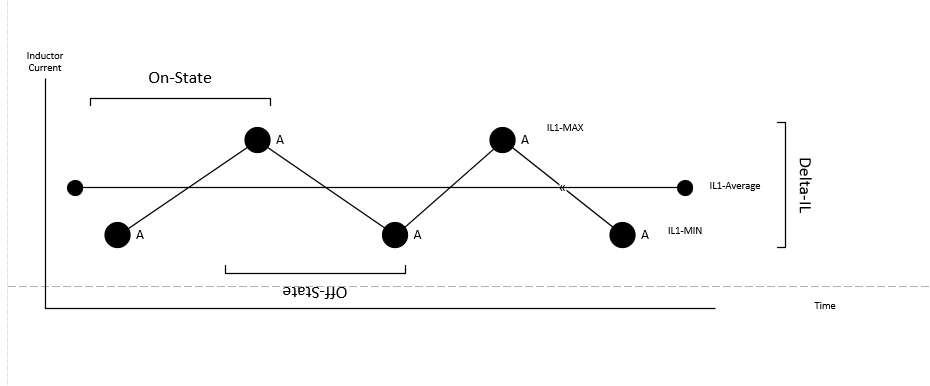 Inductor
Current
On-State
A
A
IL1-MAX
IL1-Average
Delta-IL
A
A
A
IL1-MIN
Off-State
Time